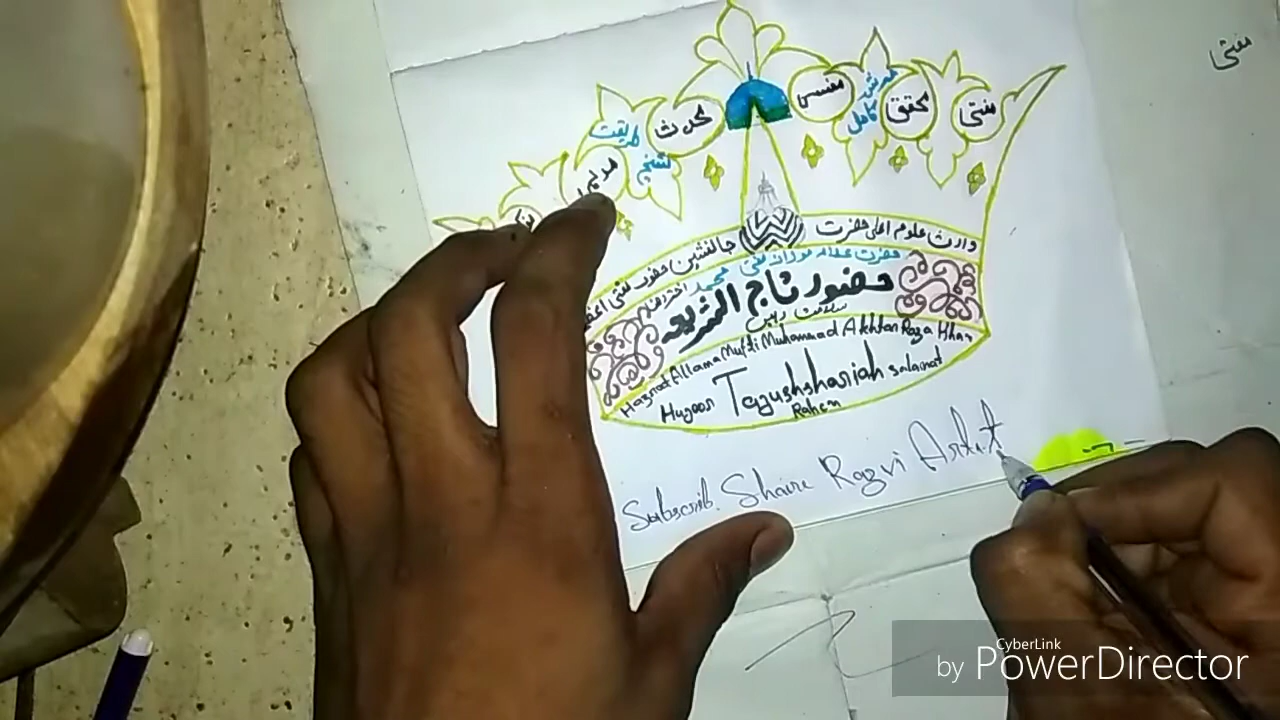 مفتی
مفتی
محقق
مرشد کامل
مفسر
محدث
شیخ طریقت
وارث علوم اعلی حضرت
جانشین حضور مفتی اعظم
حضرت علامہ مولانا مفتی محمد اختر رضا
حضور تاج الشریعہ
سلامت رہیں
Hazrat Allama Mufti Muhammad Akhtar Raza Khan
Huzoor Tajushshariah salamat
Rahen
Subscrib. Shaire Razvi Artist
CyberLink
by PowerDirector